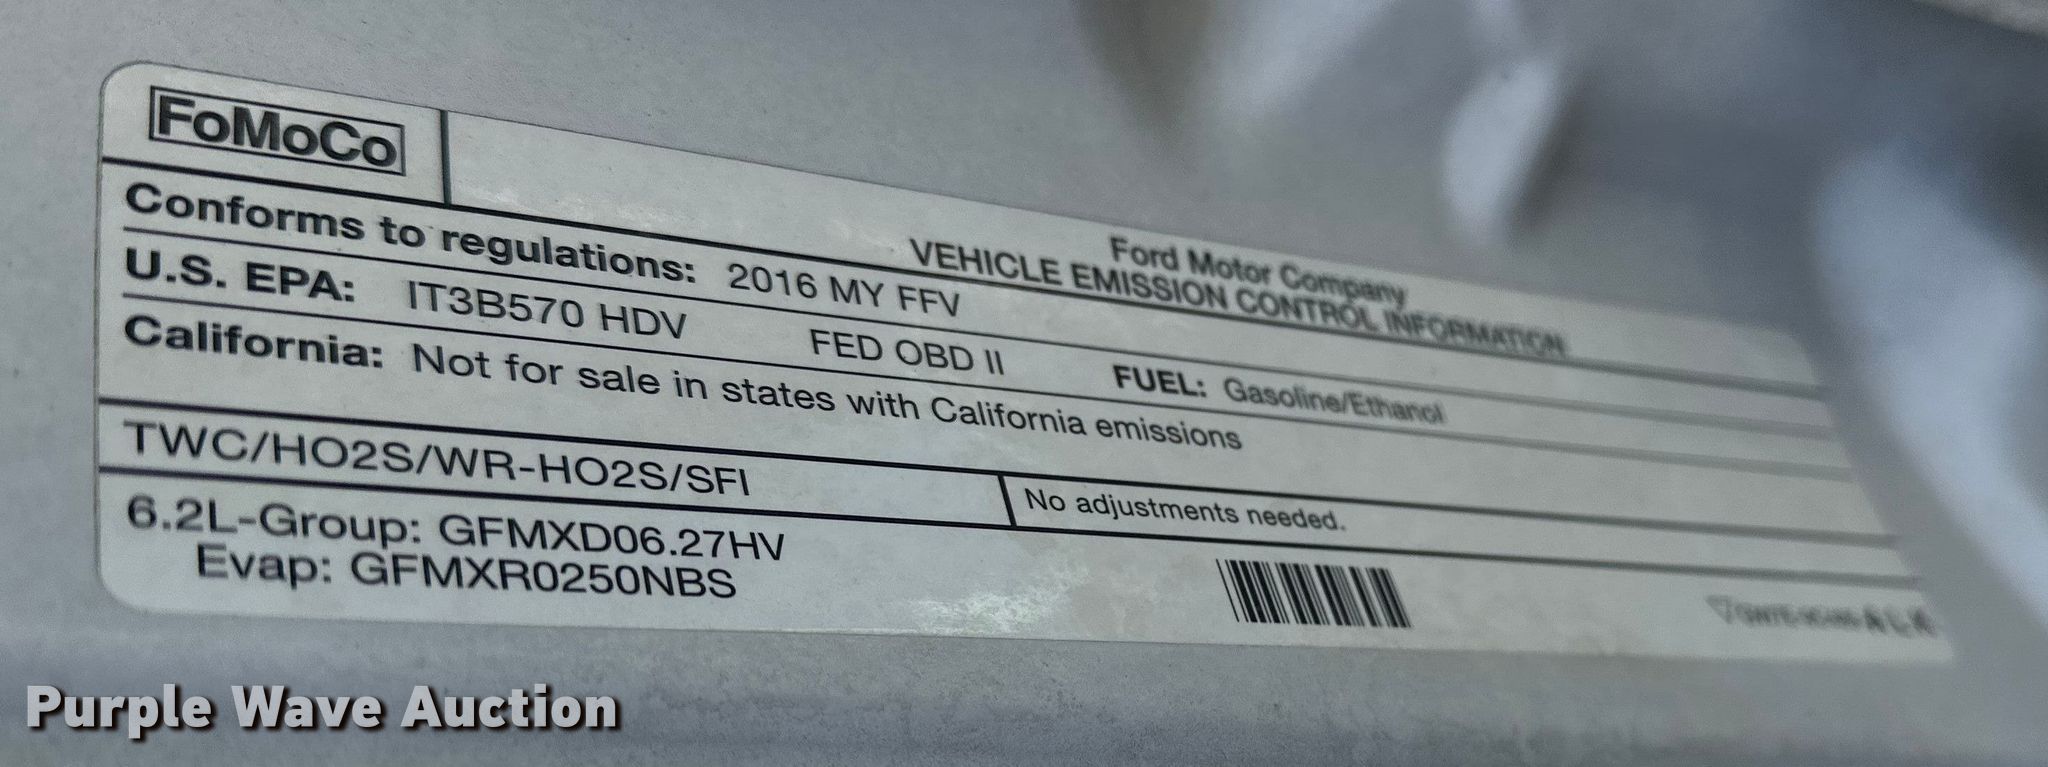 FoMoCo
Ford Motor Company
VEHICLE EMISSION CONTROL INFORMATION
Conforms to regulations: 2016 MY FFV
U.S. EPA: IT3B570 HDV FED OBD II FUEL: Gasoline/Ethanol
California: Not for sale in states with California emissions
TWC/HO2S/WR-HO2S/SFI
No adjustments needed.
6.2L-Group: GFMXD06.27HV
Evap: GFMXR0250NBS
Purple Wave Auction